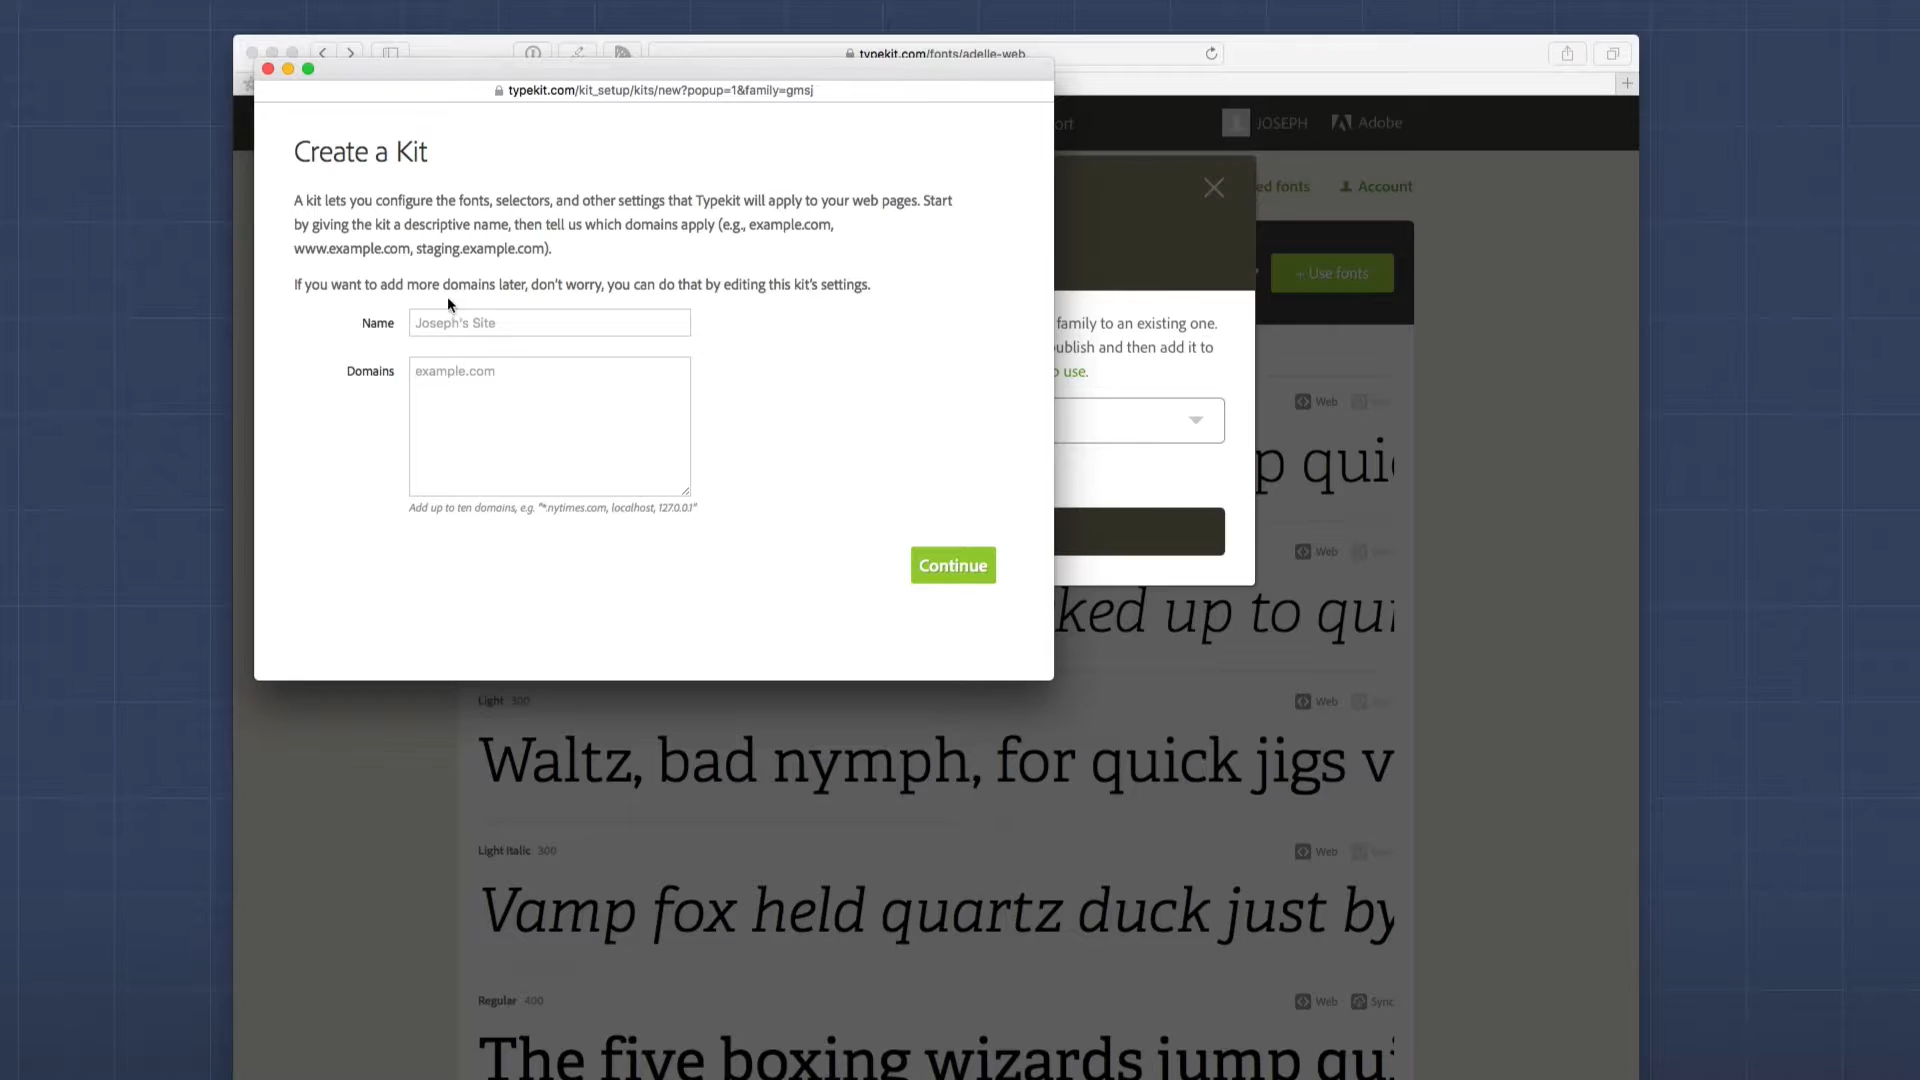 typekit.com/fonts/adelle-web
typekit.com/kit_setup/kits/new?popup=1&family=gmsj
ort
JOSEPH
Adobe
Create a Kit
A kit lets you configure the fonts, selectors, and other settings that Typekit will apply to your web pages. Start
by giving the kit a descriptive name, then tell us which domains apply (e.g., example.com,
www.example.com, staging.example.com).
If you want to add more domains later, don't worry, you can do that by editing this kit's settings.
Name
Joseph's Site
Domains
example.com
Add up to ten domains, e.g. "*.nytimes.com, localhost, 127.0.0.1"
Continue
ed fonts
Account
+ Use fonts
family to an existing one.
ublish and then add it to
o use.
Web
p quic
Web
ked up to qui
Light 300
Web
Waltz, bad nymph, for quick jigs v
Light Italic 300
Web
Vamp fox held quartz duck just by
Regular 400
Web
Sync
The five boxing wizards jump qui